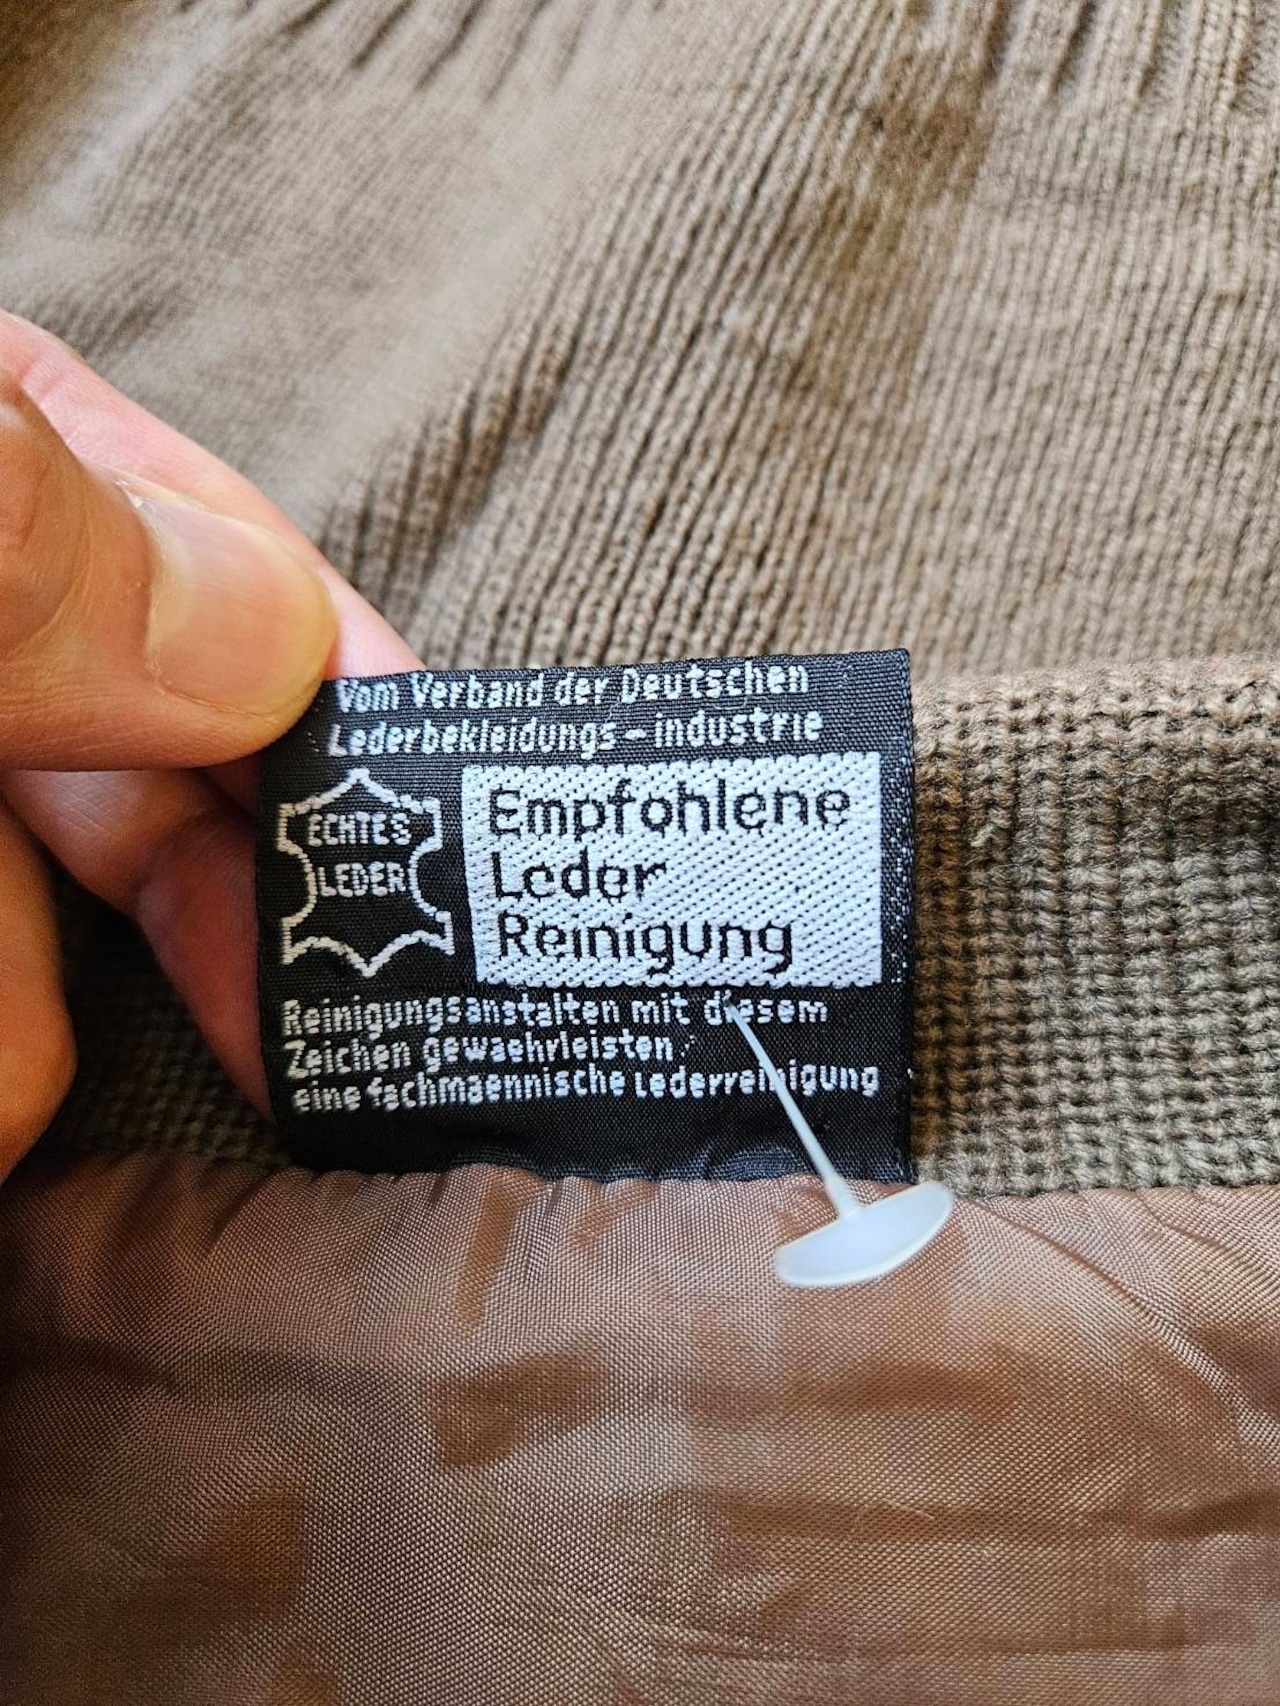 Vom Verband der Deutschen
Lederbekleidungs - industrie
ECHTES
LEDER
Empfohlene
Leder
Reinigung
Reinigungsanstalten mit diesem
Zeichen gewaehrleisten
eine fachmaennische Lederreinigung